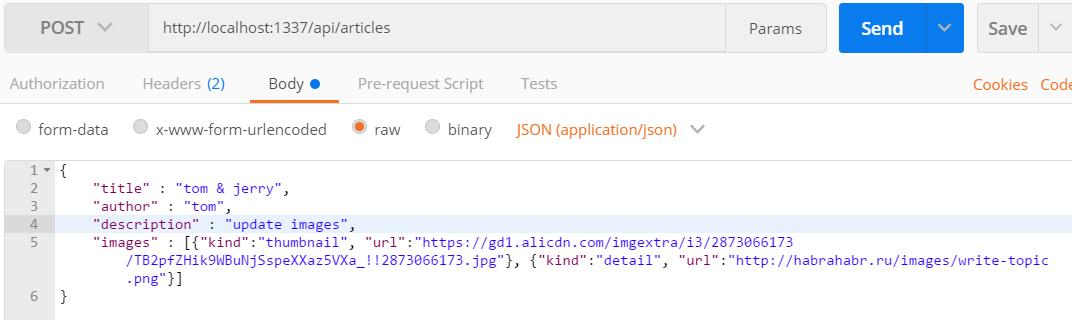 POST http://localhost:1337/api/articles Params Send Save
Authorization Headers (2) Body Pre-request Script Tests Cookies Code
form-data x-www-form-urlencoded raw binary JSON (application/json)
1 {
2 "title" : "tom & jerry",
3 "author" : "tom",
4 "description" : "update images",
5 "images" : [{"kind":"thumbnail", "url":"https://gd1.alicdn.com/imgextra/i3/2873066173
/TB2pfZHik9WBuNjSspeXXaz5VXa_!!2873066173.jpg"}, {"kind":"detail", "url":"http://habrahabr.ru/images/write-topic
.png"}]
6 }